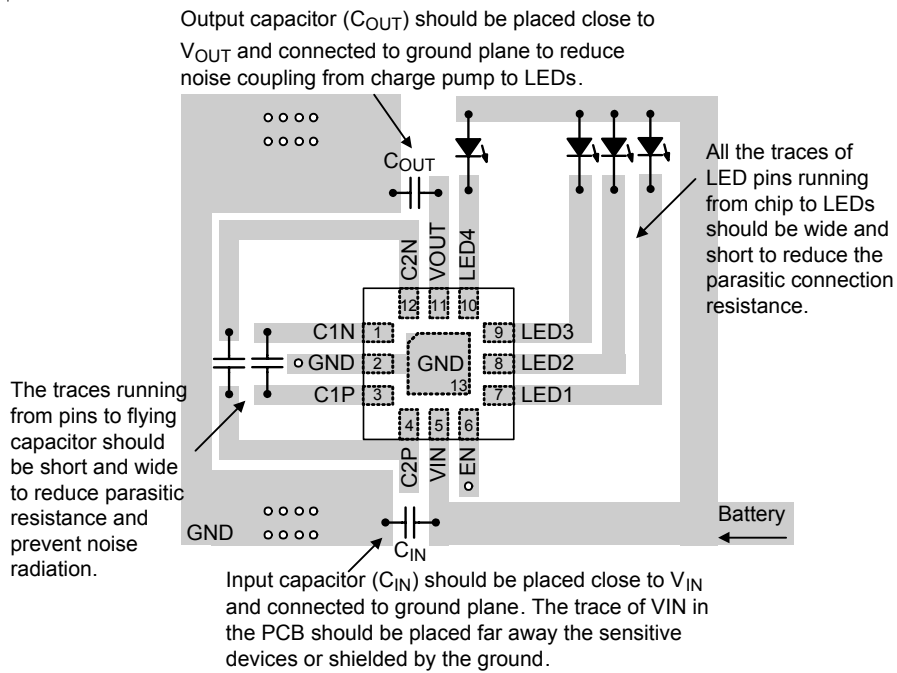 Output capacitor (COUT) should be placed close to
VOUT and connected to ground plane to reduce
noise coupling from charge pump to LEDs.
COUT
All the traces of
LED pins running
from chip to LEDs
should be wide and
short to reduce the
parasitic connection
resistance.
C2N
VOUT
LED4
12
11
10
C1N
1
9
LED3
GND
2
GND
8
LED2
13
C1P
3
7
LED1
4
5
6
C2P
VIN
EN
The traces running
from pins to flying
capacitor should
be short and wide
to reduce parasitic
resistance and
prevent noise
radiation.
GND
CIN
Battery
Input capacitor (CIN) should be placed close to VIN
and connected to ground plane. The trace of VIN in
the PCB should be placed far away the sensitive
devices or shielded by the ground.